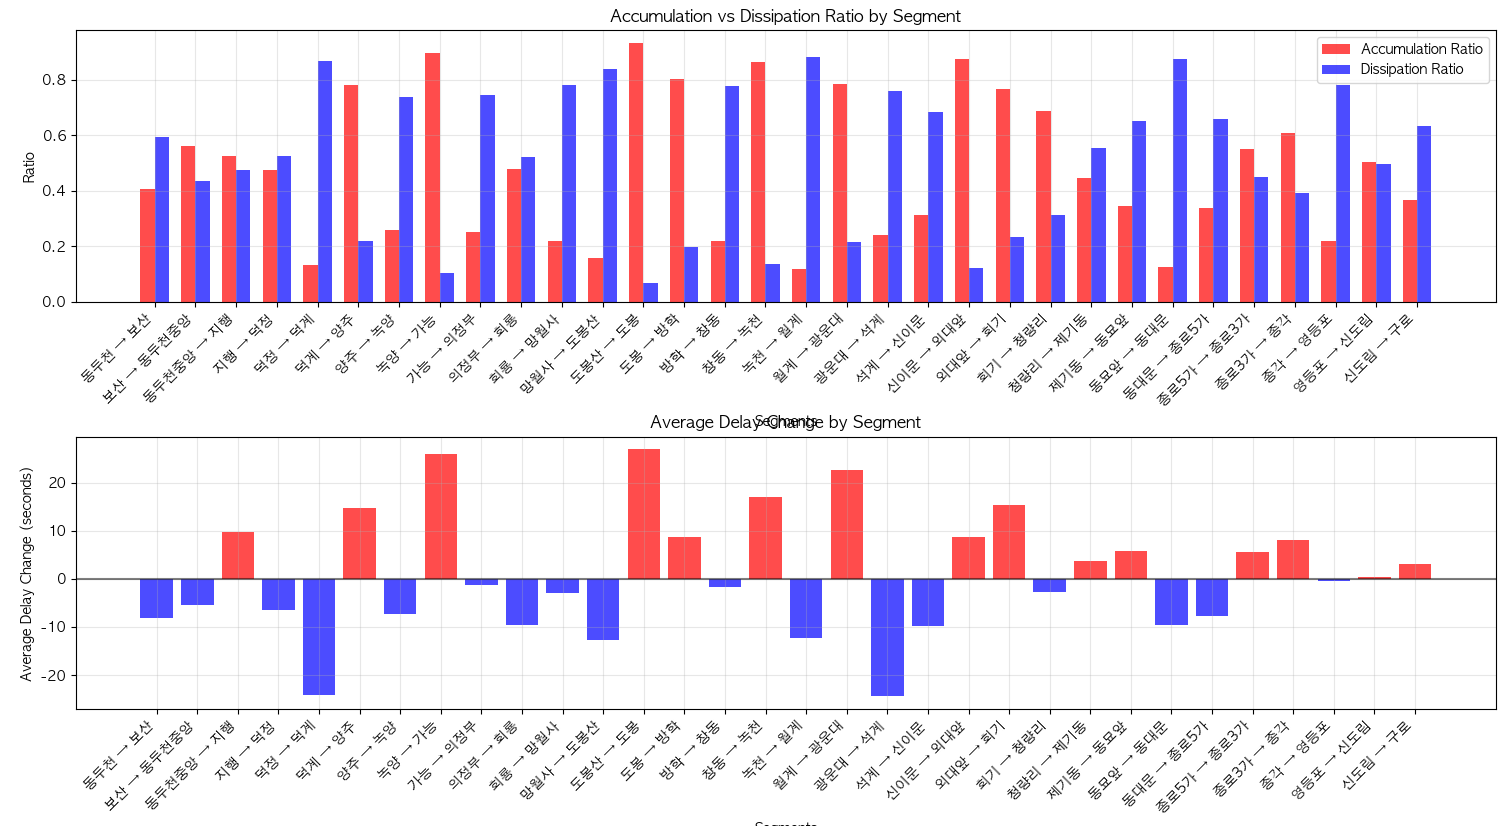 Accumulation vs Dissipation Ratio by Segment
Accumulation Ratio
Dissipation Ratio
Ratio
0.8
0.6
0.4
0.2
0.0
동두천 → 보산
보산 → 동두천중앙
동두천중앙 → 지행
지행 → 덕정
덕정 → 덕계
덕계 → 양주
양주 → 녹양
녹양 → 가능
가능 → 의정부
의정부 → 회룡
회룡 → 망월사
망월사 → 도봉산
도봉산 → 도봉
도봉 → 방학
방학 → 창동
창동 → 녹천
녹천 → 월계
월계 → 광운대
광운대 → 석계
석계 → 신이문
신이문 → 외대앞
외대앞 → 회기
회기 → 청량리
청량리 → 제기동
제기동 → 동묘앞
동묘앞 → 동대문
동대문 → 종로5가
종로5가 → 종로3가
종로3가 → 종각
종각 → 영등포
영등포 → 신도림
신도림 → 구로
Segments
Average Delay Change by Segment
Average Delay Change (seconds)
20
10
0
-10
-20
동두천 → 보산
보산 → 동두천중앙
동두천중앙 → 지행
지행 → 덕정
덕정 → 덕계
덕계 → 양주
양주 → 녹양
녹양 → 가능
가능 → 의정부
의정부 → 회룡
회룡 → 망월사
망월사 → 도봉산
도봉산 → 도봉
도봉 → 방학
방학 → 창동
창동 → 녹천
녹천 → 월계
월계 → 광운대
광운대 → 석계
석계 → 신이문
신이문 → 외대앞
외대앞 → 회기
회기 → 청량리
청량리 → 제기동
제기동 → 동묘앞
동묘앞 → 동대문
동대문 → 종로5가
종로5가 → 종로3가
종로3가 → 종각
종각 → 영등포
영등포 → 신도림
신도림 → 구로
Segments